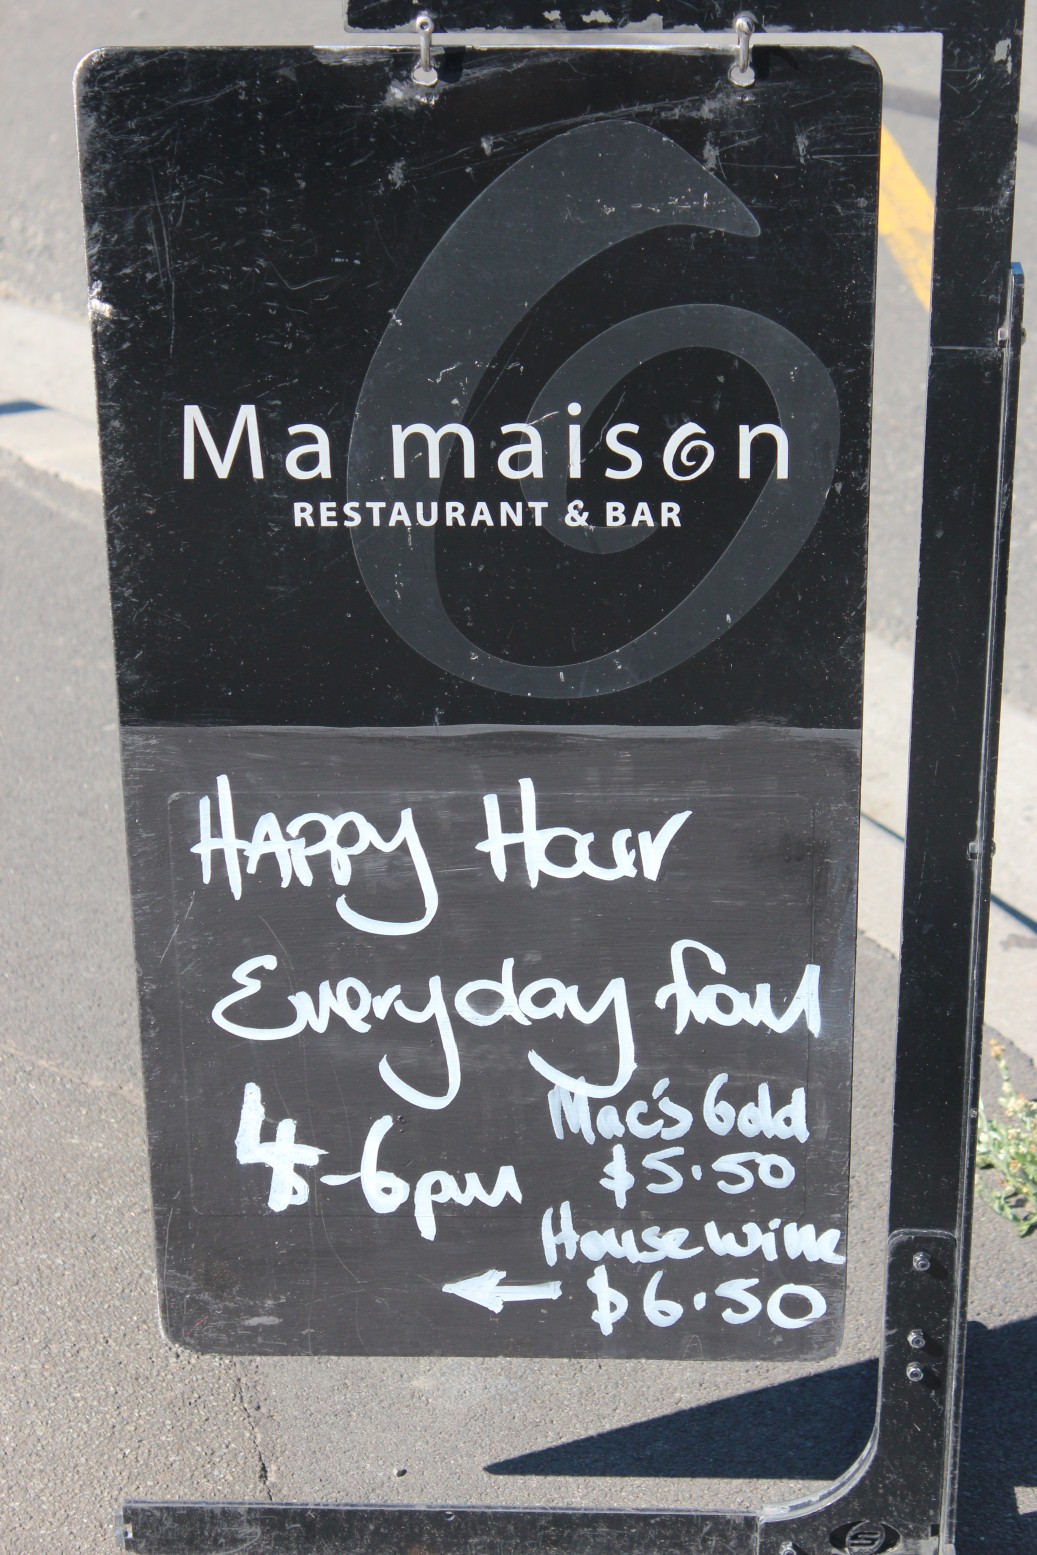 Ma maison
RESTAURANT & BAR
HAppy Hour
Everyday from
4-6pm
Mac's Gold
$5.50
House wine
$6.50